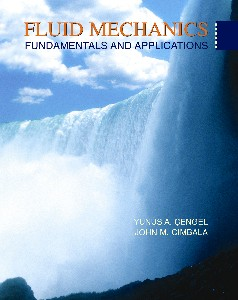 FLUID MECHANICS
FUNDAMENTALS AND APPLICATIONS
YUNUS A. ÇENGEL
JOHN M. CIMBALA